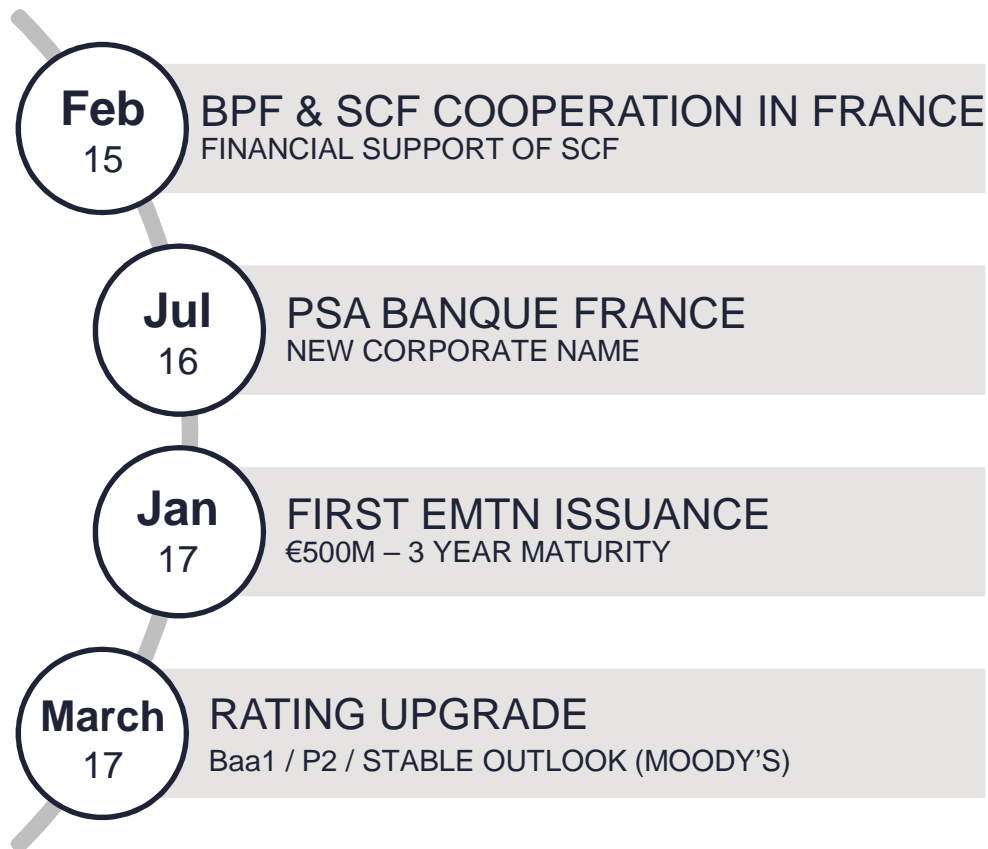 Feb
15
BPF & SCF COOPERATION IN FRANCE
FINANCIAL SUPPORT OF SCF
Jul
16
PSA BANQUE FRANCE
NEW CORPORATE NAME
Jan
17
FIRST EMTN ISSUANCE
€500M – 3 YEAR MATURITY
March
17
RATING UPGRADE
Baa1 / P2 / STABLE OUTLOOK (MOODY’S)